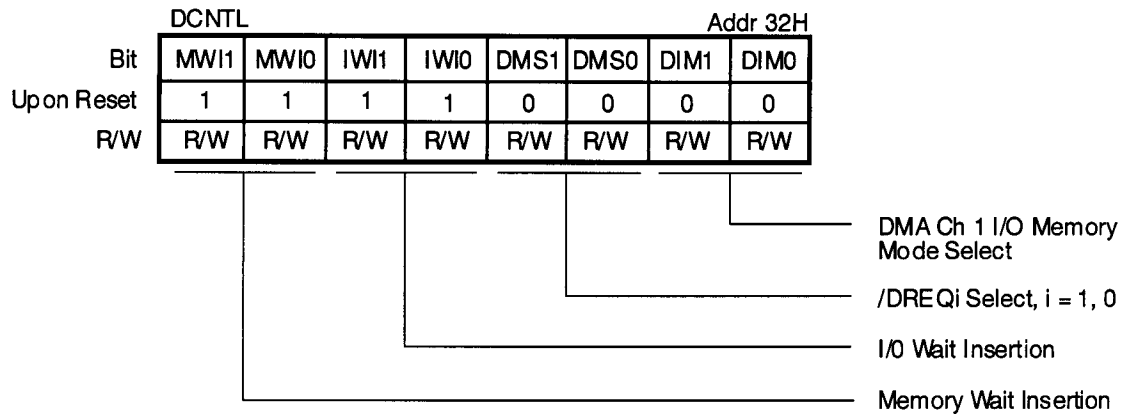 DCNTL Addr 32H
Bit MWI1 MWI0 IWI1 IWI0 DMS1 DMS0 DIM1 DIM0
Upon Reset 1 1 1 1 0 0 0 0
R/W R/W R/W R/W R/W R/W R/W R/W R/W
DMA Ch 1 I/O Memory
Mode Select
/DREQi Select, i = 1, 0
I/0 Wait Insertion
Memory Wait Insertion